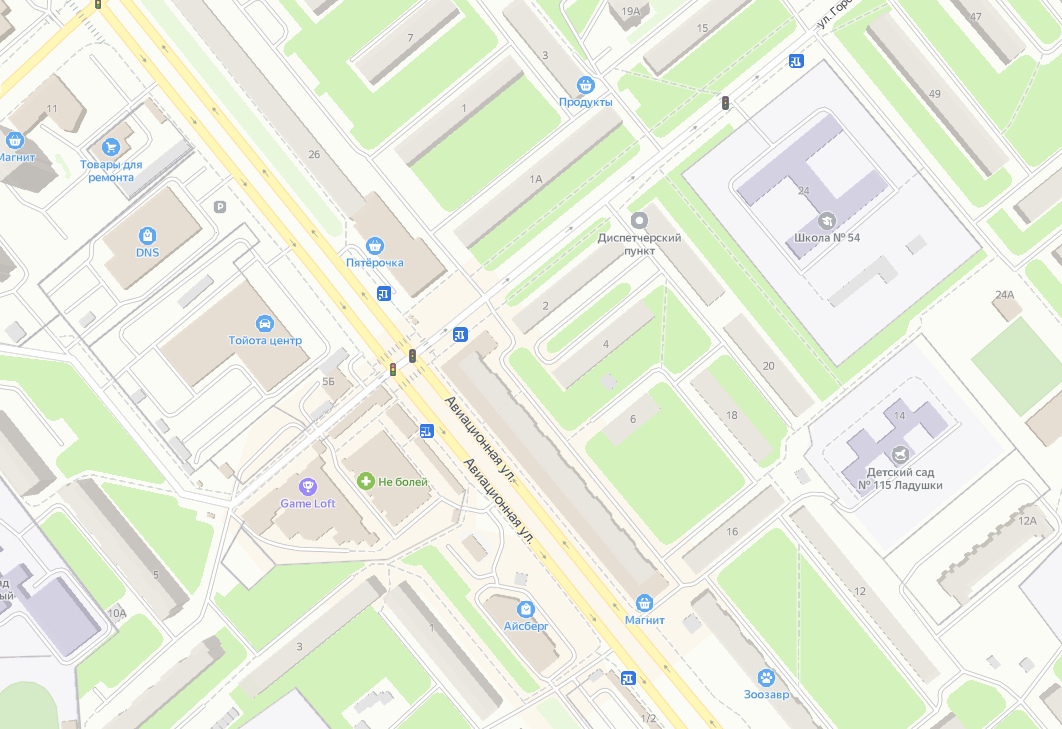 19А
47
ул. Горо
15
7
3
49
Продукты
11
1
Магнит
Товары для
ремонта
26
1А
24
Р
Школа № 54
Диспетчерский
пункт
DNS
Пятёрочка
24А
2
Тойота центр
4
20
5Б
Авиационная ул.
18
14
6
Детский сад
№ 115 Ладушки
Не болей
Авиационная ул.
Game Loft
12А
16
5
ад
ый
12
10А
Магнит
Айсберг
1
3
Зоозавр
1/2